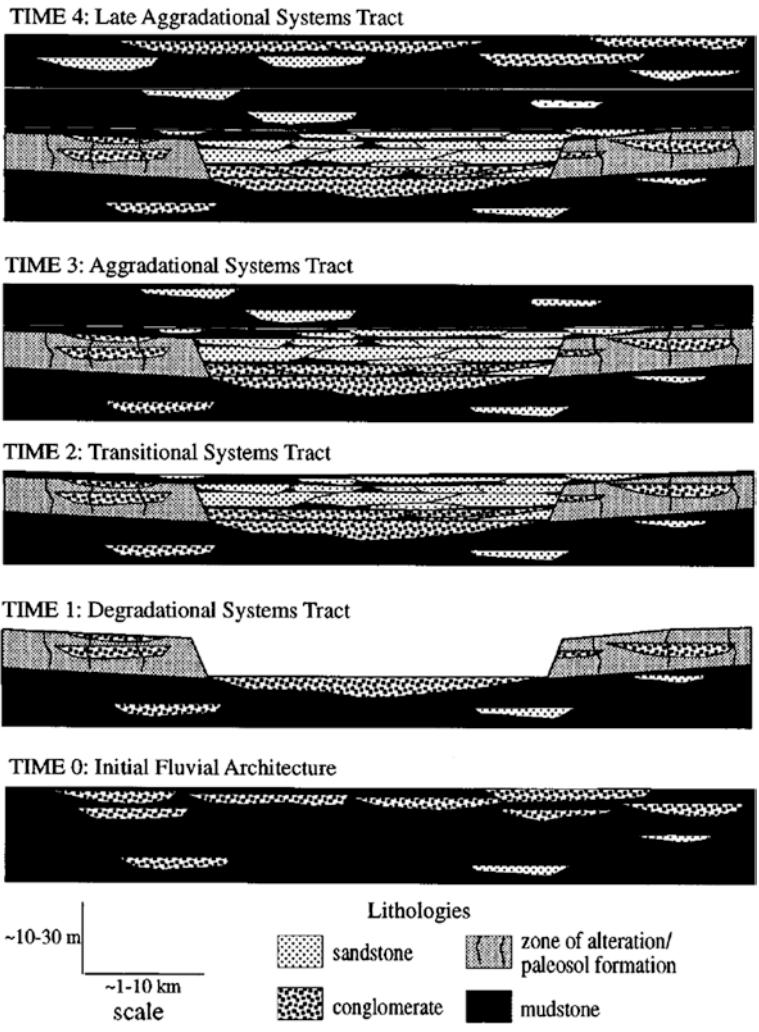 TIME 4: Late Aggradational Systems Tract
TIME 3: Aggradational Systems Tract
TIME 2: Transitional Systems Tract
TIME 1: Degradational Systems Tract
TIME 0: Initial Fluvial Architecture
~10-30 m
~1-10 km
scale
Lithologies
sandstone
conglomerate
zone of alteration/
paleosol formation
mudstone